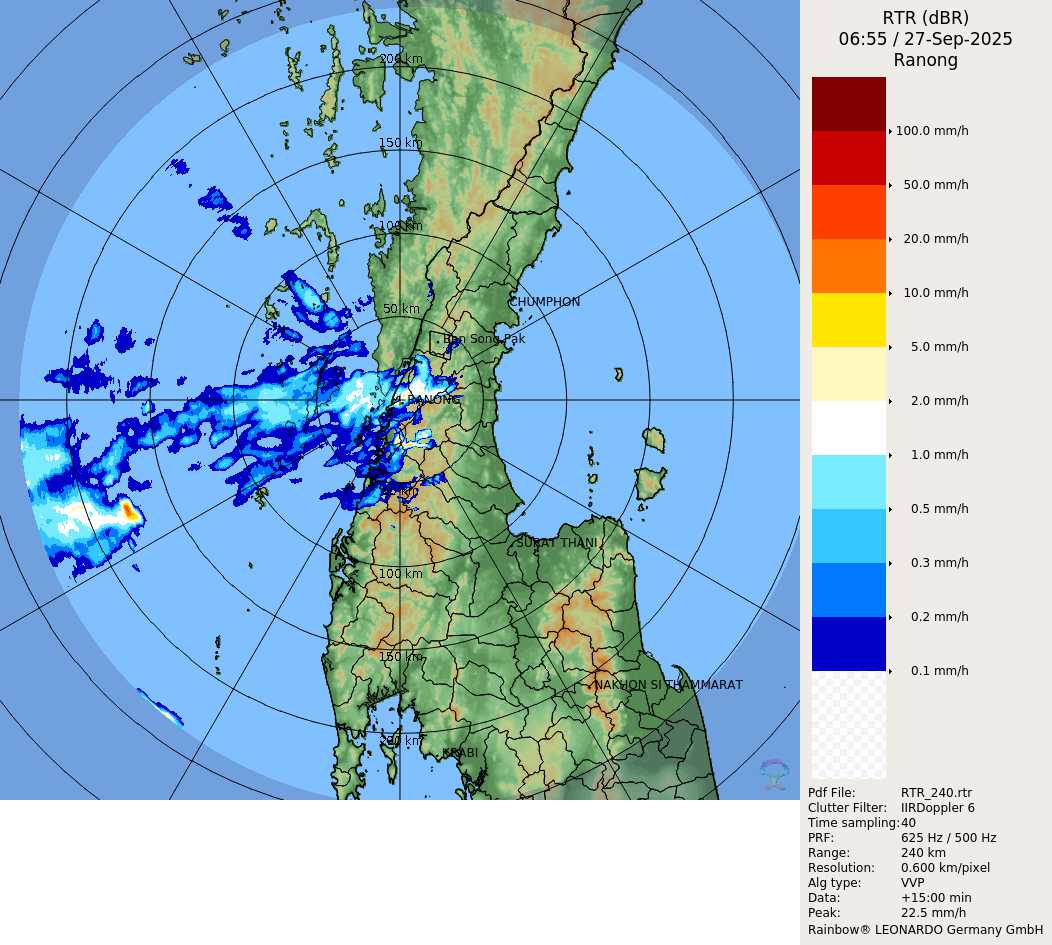 RTR (dBR)
06:55 / 27-Sep-2025
Ranong
200 km
150 km
100 km
50 km
CHUMPHON
Ban Song Pak
RANONG
100 km
SURAT THANI
150 km
NAKHON SI THAMMARAT
200 km
KRABI
100.0 mm/h
50.0 mm/h
20.0 mm/h
10.0 mm/h
5.0 mm/h
2.0 mm/h
1.0 mm/h
0.5 mm/h
0.3 mm/h
0.2 mm/h
0.1 mm/h
Pdf File: RTR_240.rtr
Clutter Filter: IIRDoppler 6
Time sampling:40
PRF: 625 Hz / 500 Hz
Range: 240 km
Resolution: 0.600 km/pixel
Alg type: VVP
Data: +15:00 min
Peak: 22.5 mm/h
Rainbow® LEONARDO Germany GmbH